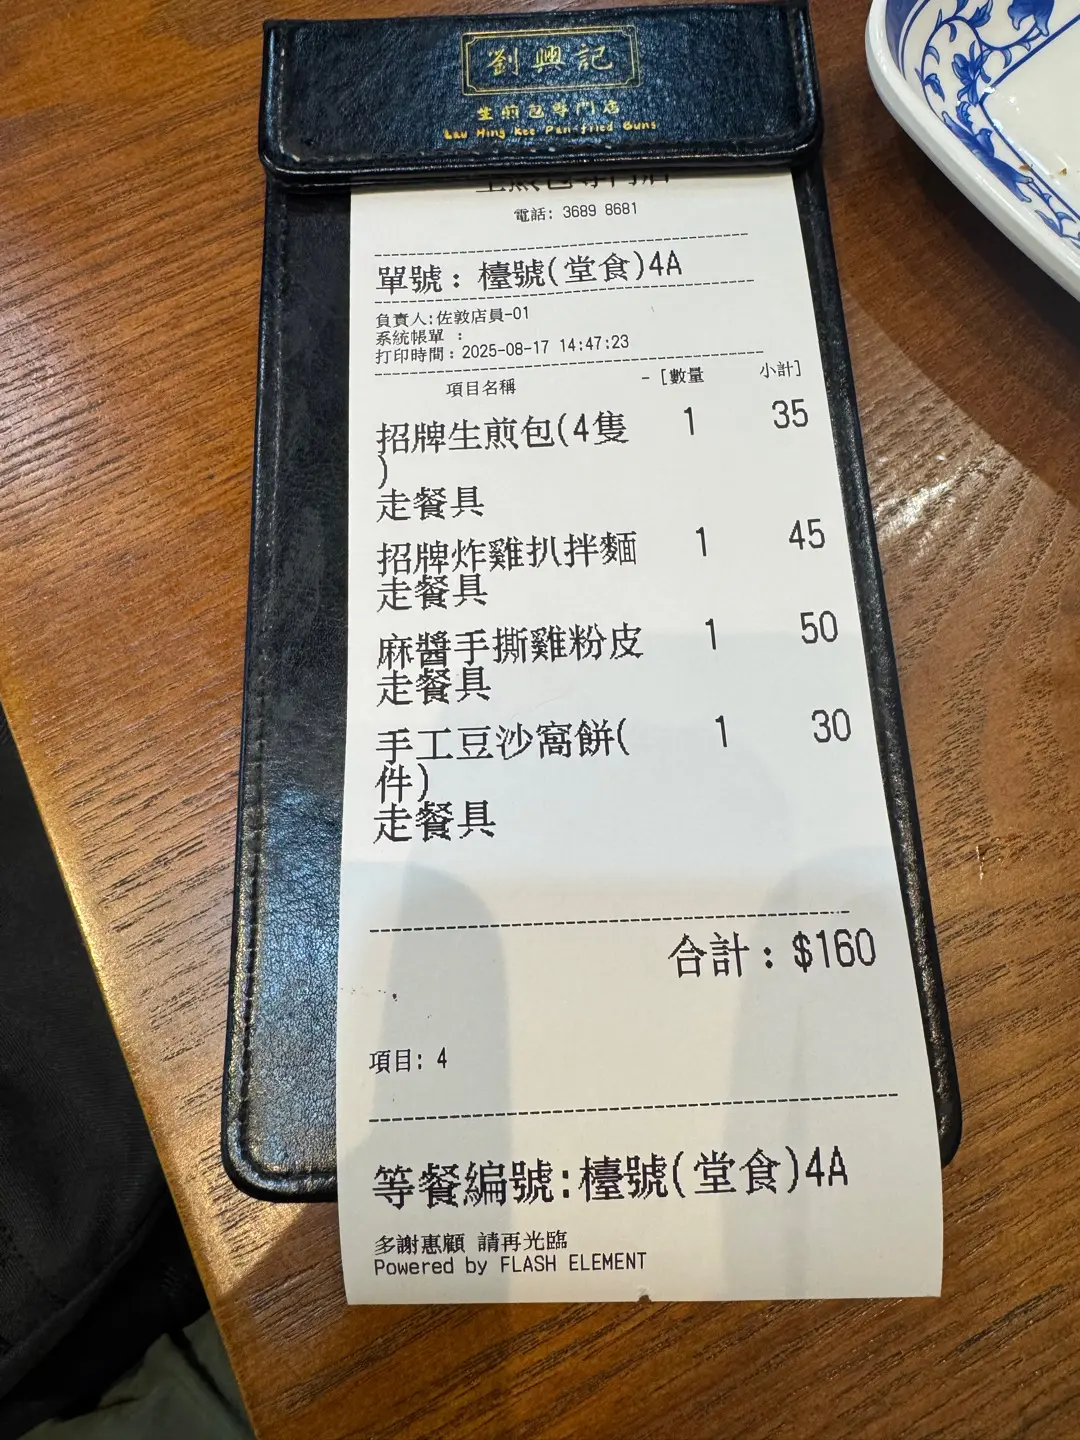 劉興記
生煎包專門店
Lau Hing Kee Pan-fried Buns
生煎包專門店
電話: 3689 8681
單號: 檯號(堂食)4A
負責人:佐敦店員-01
系統帳單 :
打印時間:2025-08-17 14:47:23
項目名稱 -[數量 小計]
招牌生煎包(4隻 1 35
)
走餐具
招牌炸雞扒拌麵 1 45
走餐具
麻醬手撕雞粉皮 1 50
走餐具
手工豆沙窩餅( 1 30
件)
走餐具
合計:$160
項目: 4
等餐編號:檯號(堂食)4A
多謝惠顧 請再光臨
Powered by FLASH ELEMENT